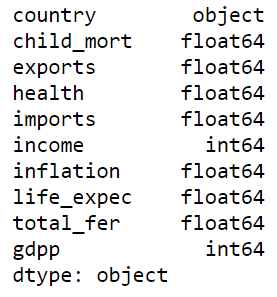 country object
child_mort float64
exports float64
health float64
imports float64
income int64
inflation float64
life_expec float64
total_fer float64
gdpp int64
dtype: object